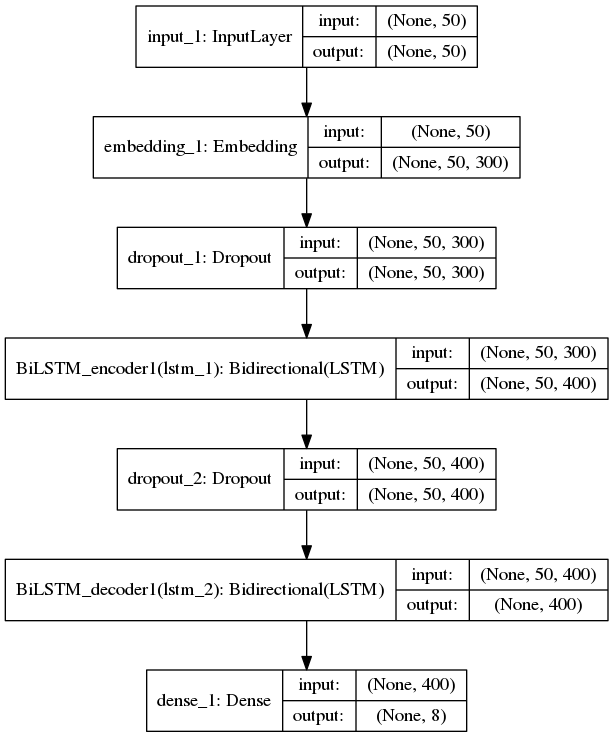 input_1: InputLayer
input: (None, 50)
output: (None, 50)
embedding_1: Embedding
input: (None, 50)
output: (None, 50, 300)
dropout_1: Dropout
input: (None, 50, 300)
output: (None, 50, 300)
BiLSTM_encoder1(lstm_1): Bidirectional(LSTM)
input: (None, 50, 300)
output: (None, 50, 400)
dropout_2: Dropout
input: (None, 50, 400)
output: (None, 50, 400)
BiLSTM_decoder1(lstm_2): Bidirectional(LSTM)
input: (None, 50, 400)
output: (None, 400)
dense_1: Dense
input: (None, 400)
output: (None, 8)